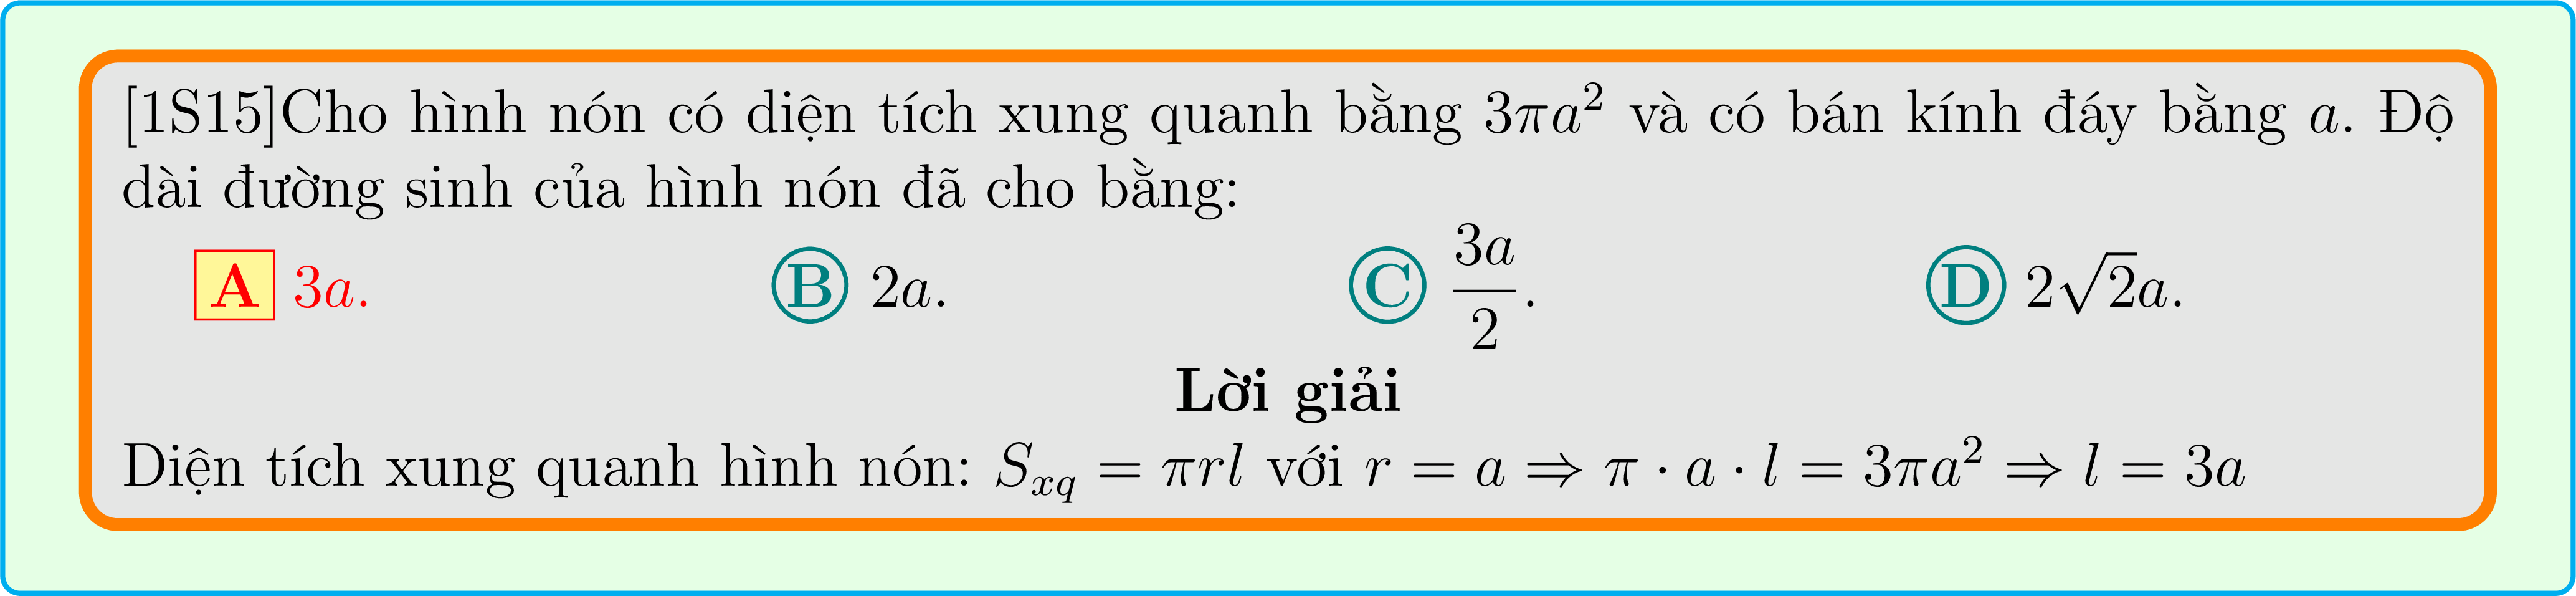 [1S15]Cho hình nón có diện tích xung quanh bằng $3\pi a^2$ và có bán kính đáy bằng $a$. Độ
dài đường sinh của hình nón đã cho bằng:
A $3a$. B $2a$. C $\dfrac{3a}{2}$. D $2\sqrt{2}a$.
Lời giải
Diện tích xung quanh hình nón: $S_{xq} = \pi r l$ với $r = a \Rightarrow \pi \cdot a \cdot l = 3\pi a^2 \Rightarrow l = 3a$